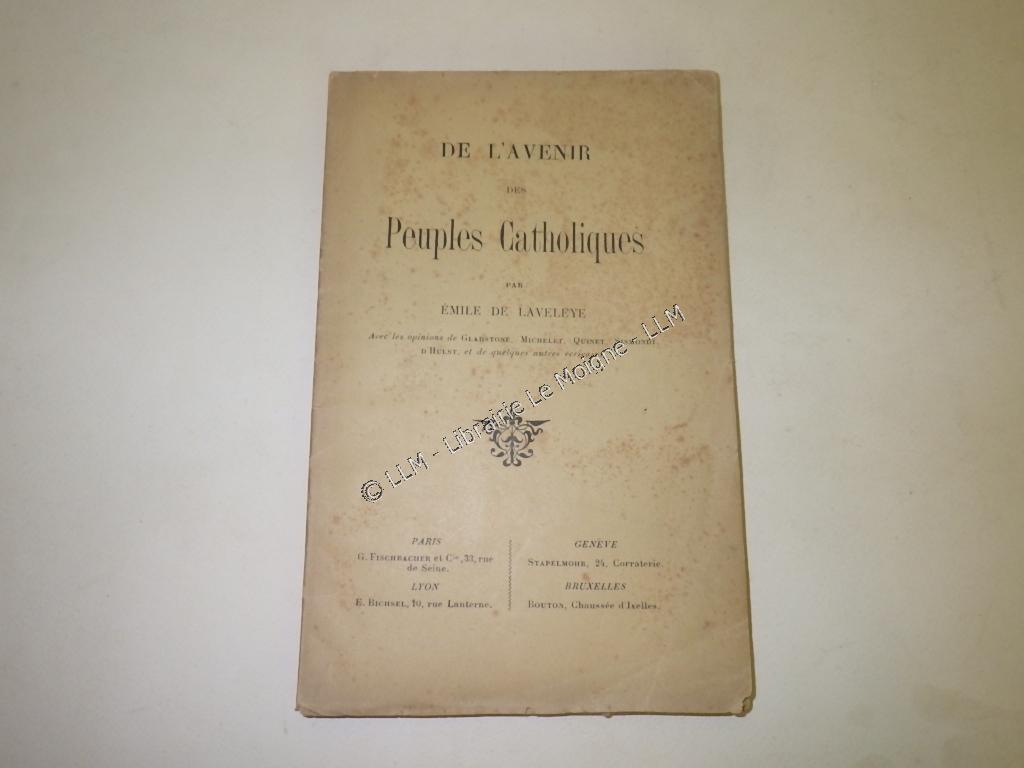 DE L'AVENIR
DES
Peuples Catholiques
PAR
ÉMILE DE LAVELEYE
Avec les opinions de GLADSTONE, MICHELET, QUINET, SISMONDI,
D'HULST, et de quelques autres
PARIS
G. FISCHBACHER et Cie, 33, rue
de Seine.
LYON
E. BICHSEL, 10, rue Lanterne.
GENÈVE
STAPELMOHR, 24, Corraterie.
BRUXELLES
BOUTON, Chaussée d'Ixelles.
© LLM - Librairie Le Moigne - LLM